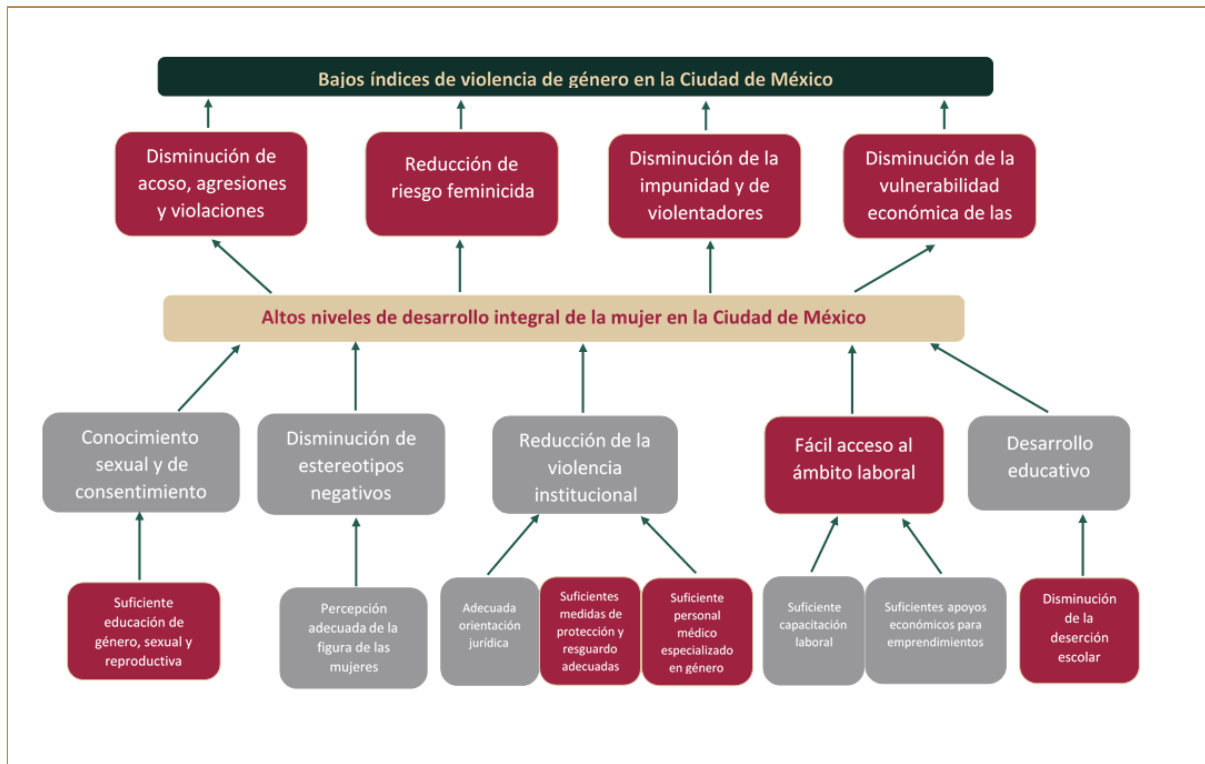 Bajos índices de violencia de género en la Ciudad de México
Disminución de
acoso, agresiones
y violaciones
Reducción de
riesgo feminicida
Disminución de la
impunidad y de
violentadores
Disminución de la
vulnerabilidad
económica de las
Altos niveles de desarrollo integral de la mujer en la Ciudad de México
Conocimiento
sexual y de
consentimiento
Disminución de
estereotipos
negativos
Reducción de la
violencia
institucional
Fácil acceso al
ámbito laboral
Desarrollo
educativo
Suficiente
educación de
género, sexual y
reproductiva
Percepción
adecuada de la
figura de las
mujeres
Adecuada
orientación
jurídica
Suficientes
medidas de
protección y
resguardo
adecuadas
Suficiente
personal
médico
especializado
en género
Suficiente
capacitación
laboral
Suficientes apoyos
económicos para
emprendimientos
Disminución
de la
deserción
escolar